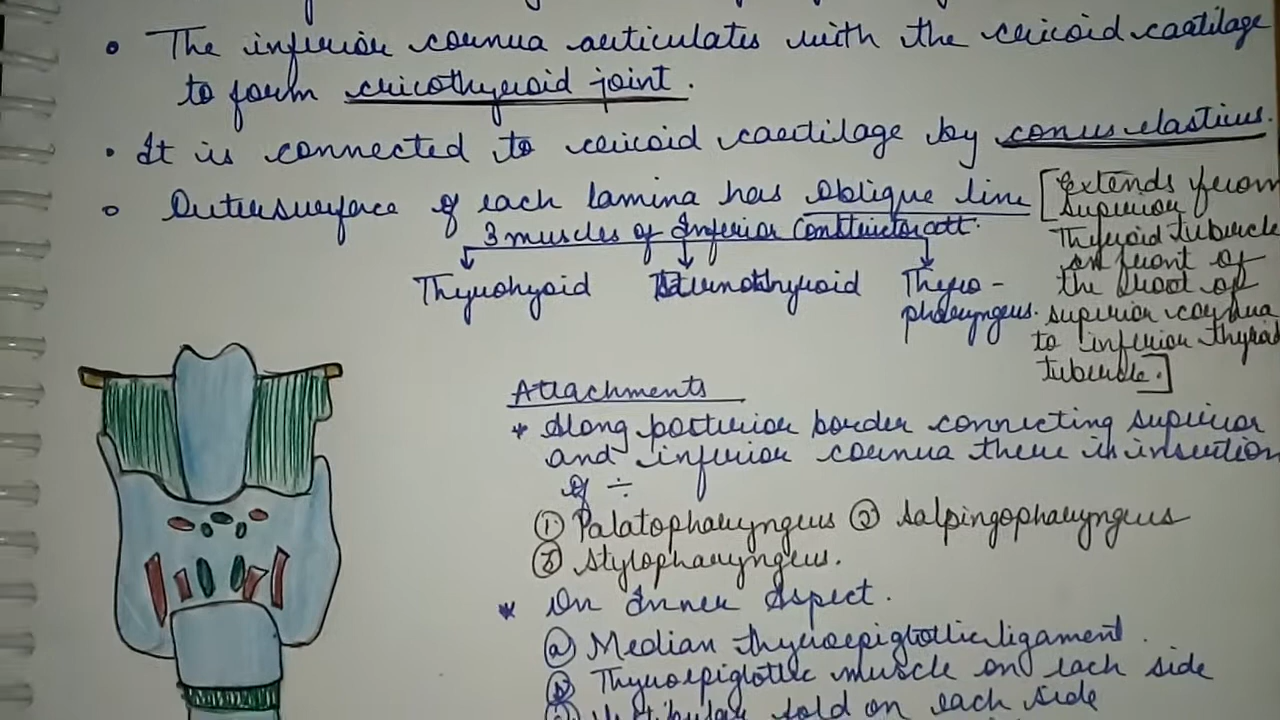 • The inferior cornua articulates with the cricoid cartilage
to form cricothyroid joint.
• It is connected to cricoid cartilage by conus elasticus.
• Outersurface of each lamina has oblique line [extends from
superior
Thyroid tubercle
in front of
the root of
superior cornua
to inferior thyroid
tubercle.]
3 muscles of Inferior Constrictor att.
Thyrohyoid Sternothyroid Thyro-
pharyngeus.
Attachments
* Along posterior border connecting superior
and inferior cornua there is insertion
of ÷
① Palatopharyngeus ② Salpingopharyngeus
③ Stylopharyngeus.
* On Inner Aspect.
ⓐ Median thyroepiglottic ligament.
ⓑ Thyroepiglottic muscle on each side
fold on each side